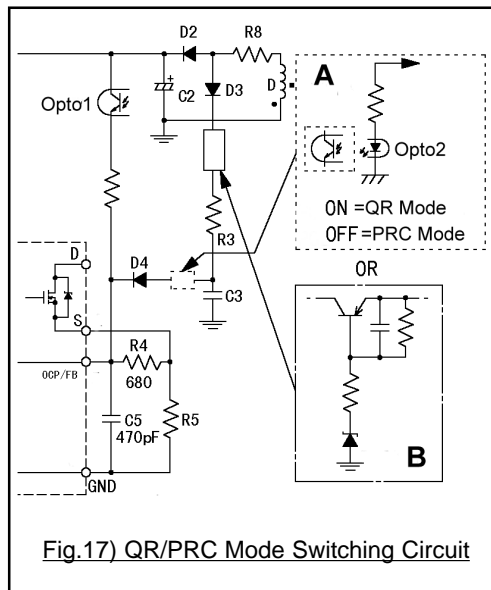 D2
R8
A
Opto1
C2
D3
D
Opto2
ON =QR Mode
OFF=PRC Mode
R3
D
D4
OR
C3
S
R4
OCP/FB
680
C5
R5
470pF
B
GND
Fig.17) QR/PRC Mode Switching Circuit